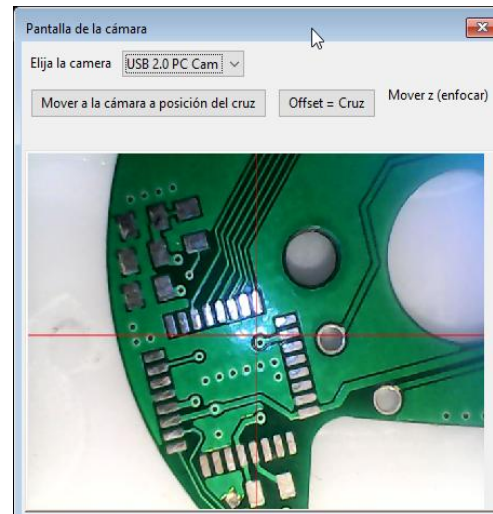 Pantalla de la cámara
Elija la camera USB 2.0 PC Cam
Mover a la cámara a posición del cruz Offset = Cruz Mover z (enfocar)